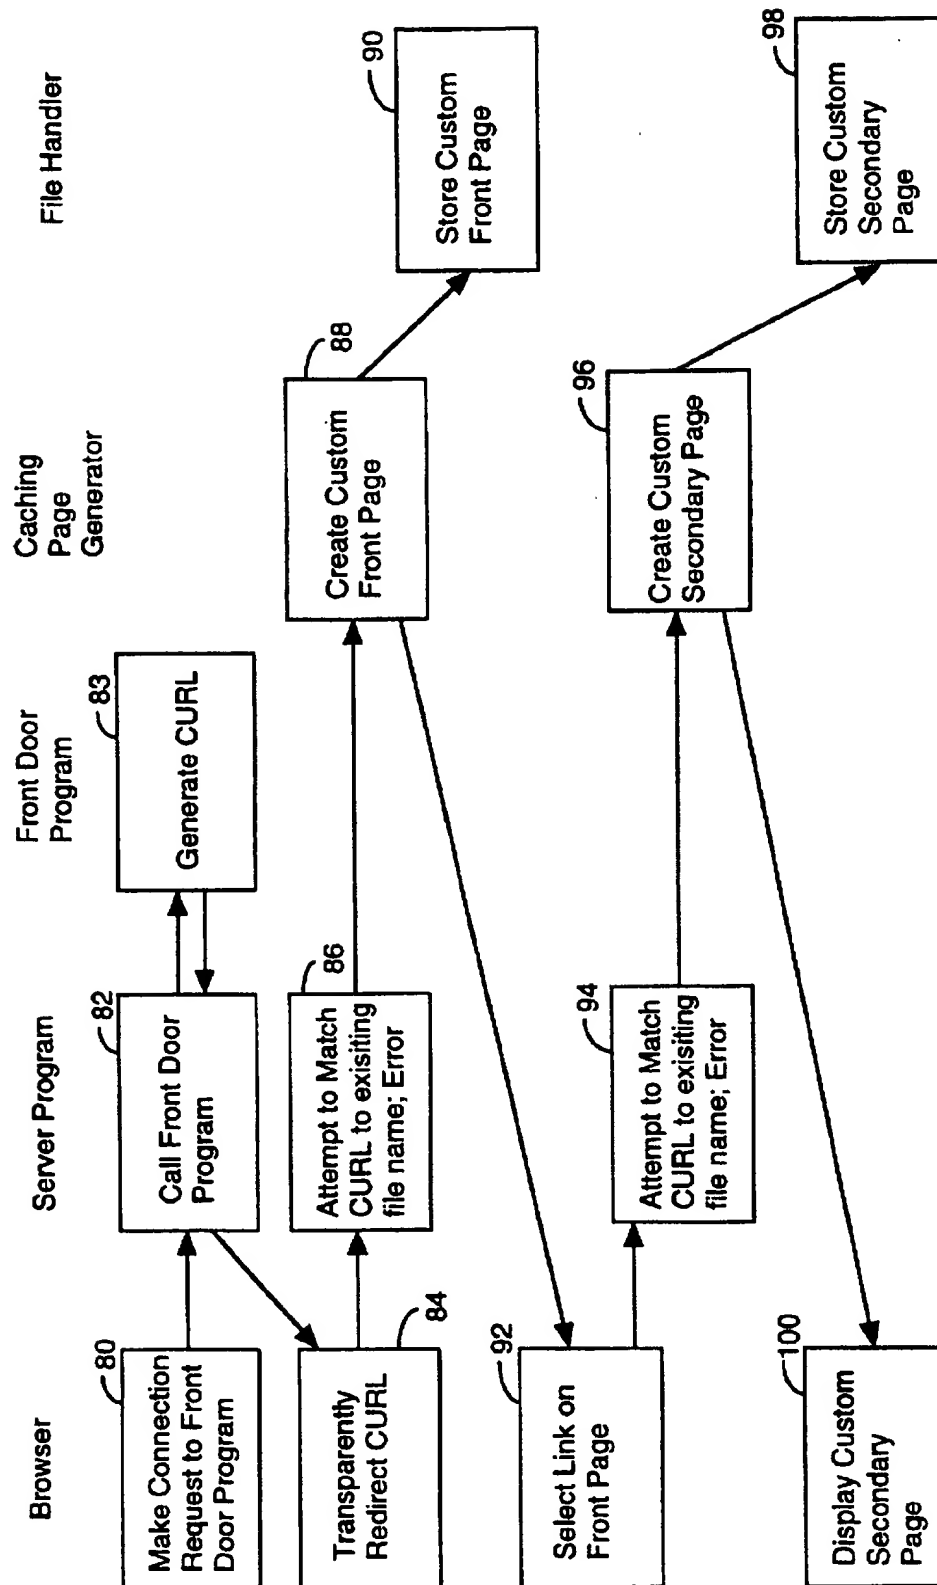 Browser
Server Program
Front Door
Program
Caching
Page
Generator
File Handler
80
Make Connection
Request to Front
Door Program
82
Call Front Door
Program
83
Generate CURL
84
Transparently
Redirect CURL
86
Attempt to Match
CURL to exisiting
file name; Error
88
Create Custom
Front Page
90
Store Custom
Front Page
92
Select Link on
Front Page
94
Attempt to Match
CURL to existing
file name; Error
96
Create Custom
Secondary Page
98
Store Custom
Secondary
Page
100
Display Custom
Secondary
Page